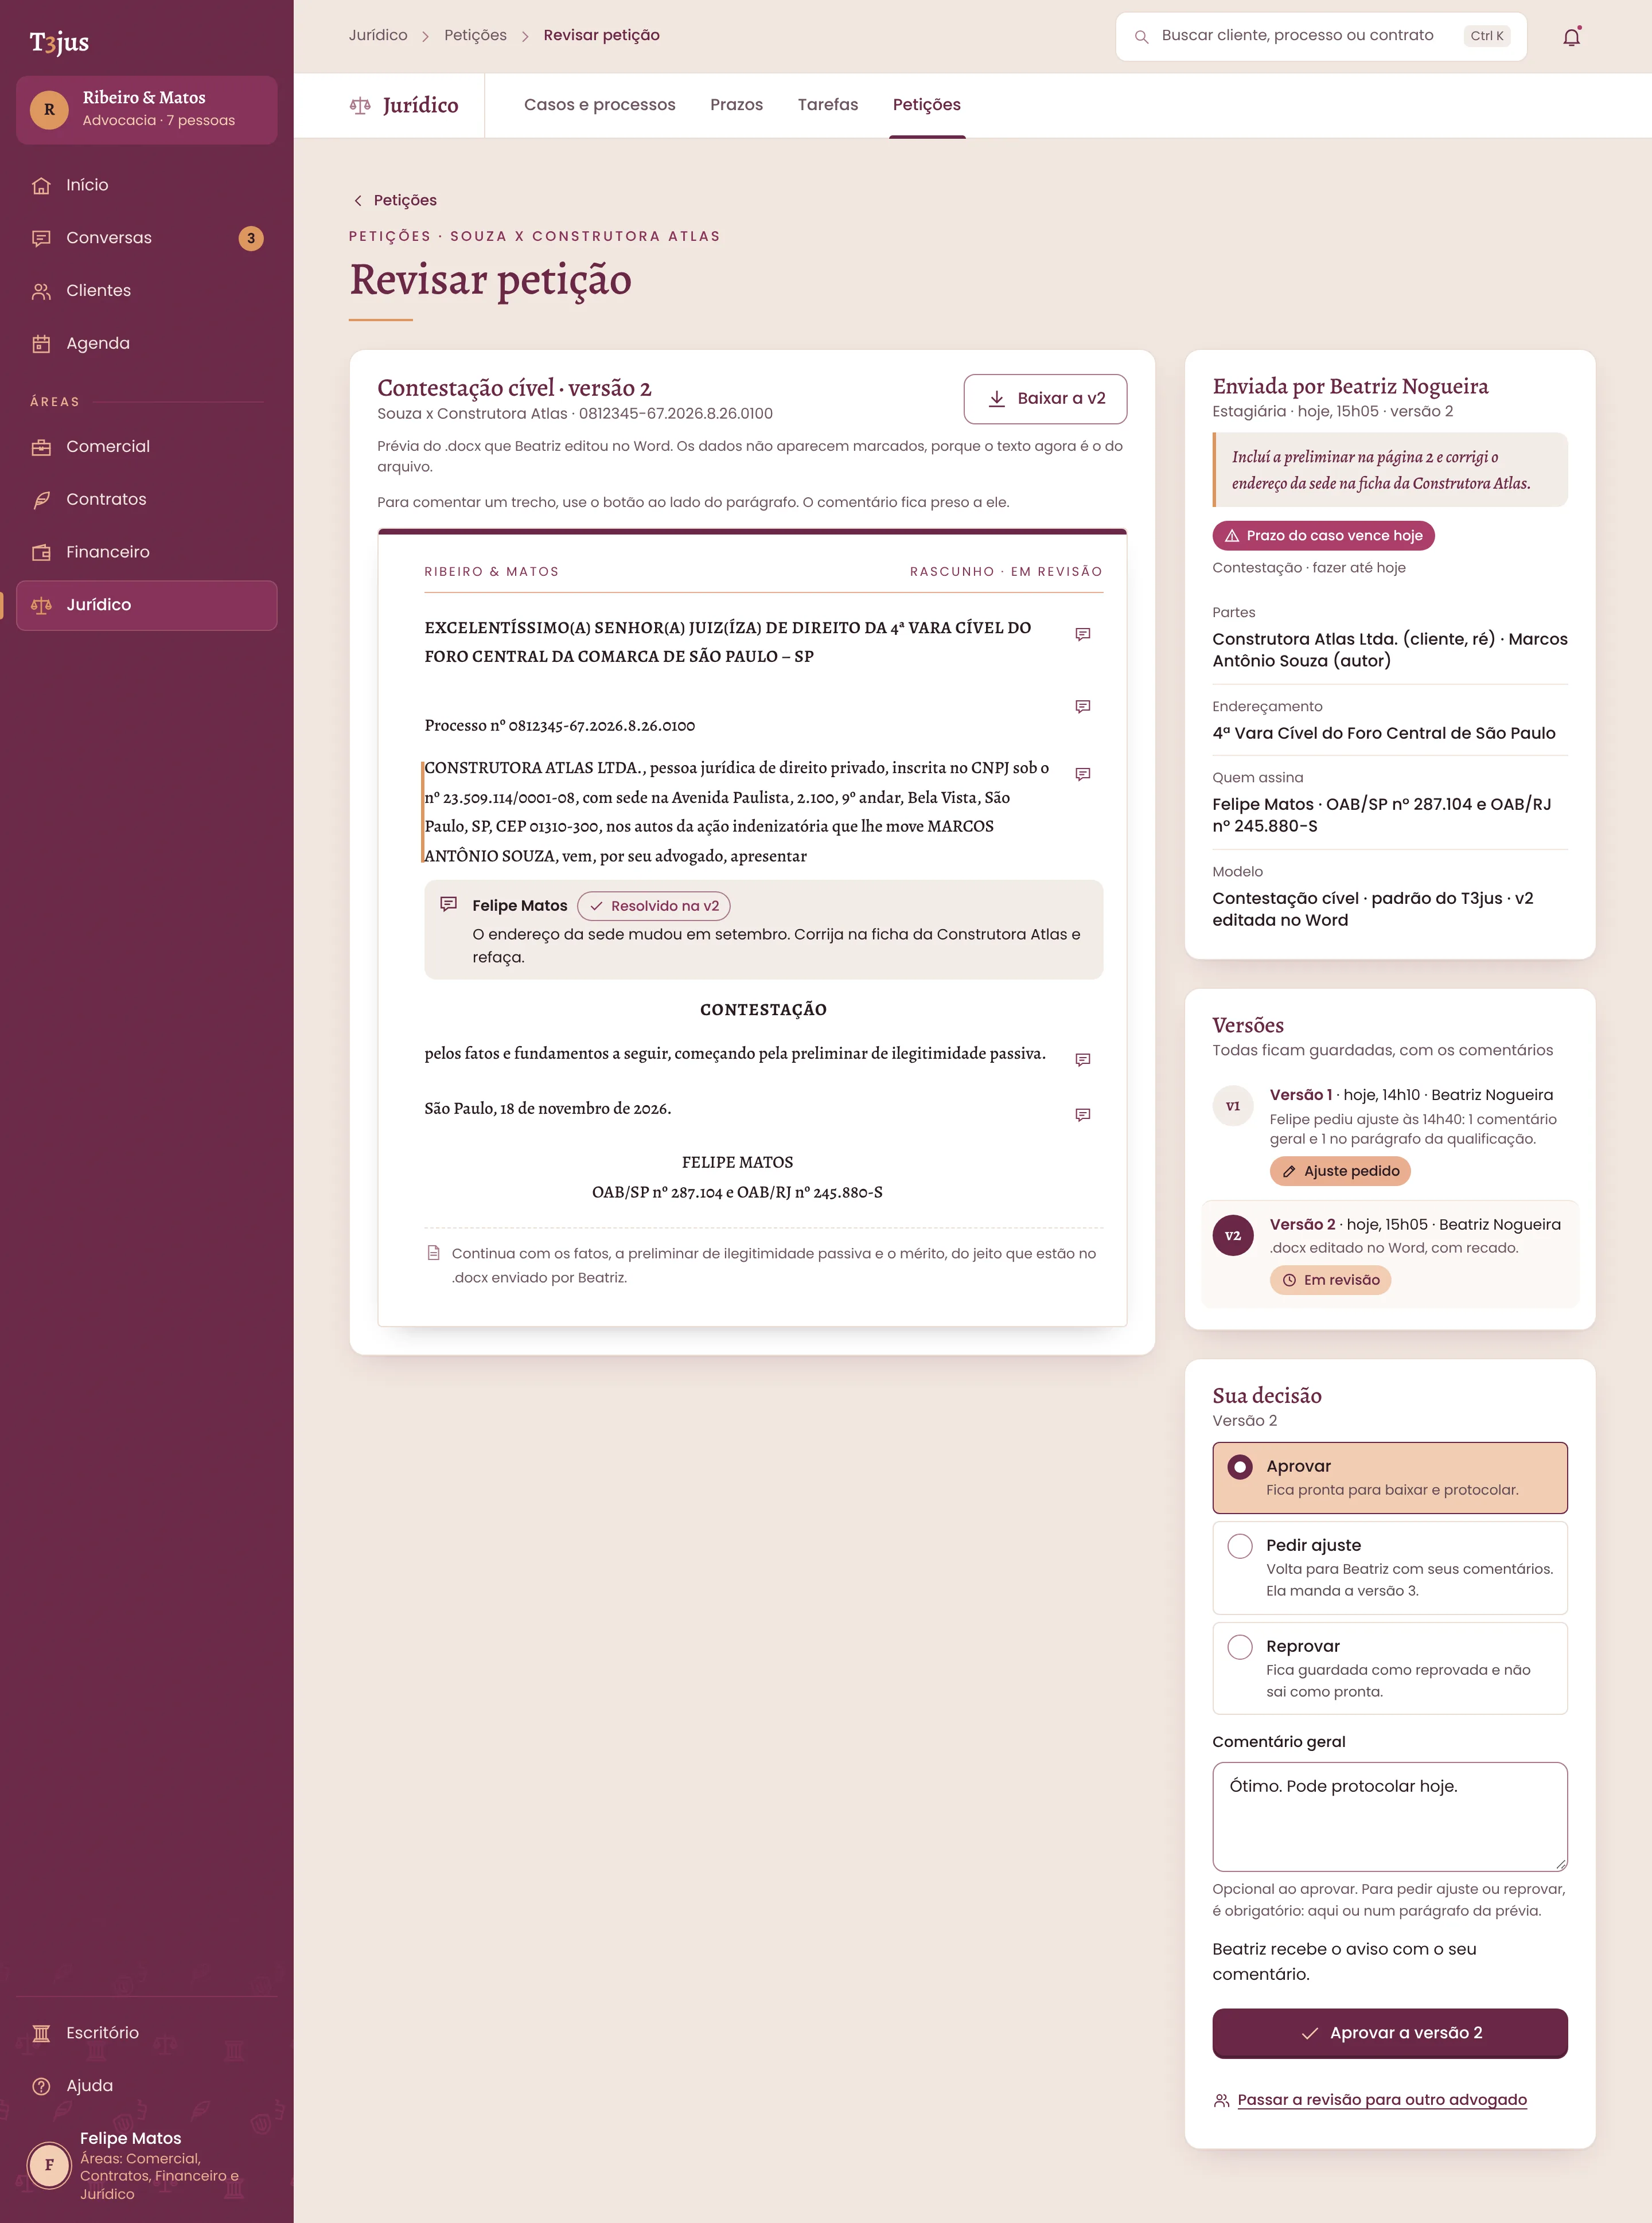 T3jus
R
Ribeiro & Matos
Advocacia · 7 pessoas
Início
Conversas
3
Clientes
Agenda
ÁREAS
Comercial
Contratos
Financeiro
Jurídico
Escritório
Ajuda
F
Felipe Matos
Áreas: Comercial,
Contratos, Financeiro e
Jurídico
Jurídico
Petições
Revisar petição
Buscar cliente, processo ou contrato
Ctrl K
Jurídico
Casos e processos
Prazos
Tarefas
Petições
Petições
PETIÇÕES · SOUZA X CONSTRUTORA ATLAS
Revisar petição
Contestação cível · versão 2
Souza x Construtora Atlas · 0812345-67.2026.8.26.0100
Baixar a v2
Prévia do .docx que Beatriz editou no Word. Os dados não aparecem marcados, porque o texto agora é o do
arquivo.
Para comentar um trecho, use o botão ao lado do parágrafo. O comentário fica preso a ele.
RIBEIRO & MATOS
RASCUNHO · EM REVISÃO
EXCELENTÍSSIMO(A) SENHOR(A) JUIZ(ÍZA) DE DIREITO DA 4ª VARA CÍVEL DO
FORO CENTRAL DA COMARCA DE SÃO PAULO – SP
Processo nº 0812345-67.2026.8.26.0100
CONSTRUTORA ATLAS LTDA., pessoa jurídica de direito privado, inscrita no CNPJ sob o
nº 23.509.114/0001-08, com sede na Avenida Paulista, 2.100, 9º andar, Bela Vista, São
Paulo, SP, CEP 01310-300, nos autos da ação indenizatória que lhe move MARCOS
ANTÔNIO SOUZA, vem, por seu advogado, apresentar
Felipe Matos
Resolvido na v2
O endereço da sede mudou em setembro. Corrija na ficha da Construtora Atlas e
refaça.
CONTESTAÇÃO
pelos fatos e fundamentos a seguir, começando pela preliminar de ilegitimidade passiva.
São Paulo, 18 de novembro de 2026.
FELIPE MATOS
OAB/SP nº 287.104 e OAB/RJ nº 245.880-S
Continua com os fatos, a preliminar de ilegitimidade passiva e o mérito, do jeito que estão no
.docx enviado por Beatriz.
Enviada por Beatriz Nogueira
Estagiária · hoje, 15h05 · versão 2
Incluí a preliminar na página 2 e corrigi o
endereço da sede na ficha da Construtora Atlas.
Prazo do caso vence hoje
Contestação · fazer até hoje
Partes
Construtora Atlas Ltda. (cliente, ré) · Marcos
Antônio Souza (autor)
Endereçamento
4ª Vara Cível do Foro Central de São Paulo
Quem assina
Felipe Matos · OAB/SP nº 287.104 e OAB/RJ
nº 245.880-S
Modelo
Contestação cível · padrão do T3jus · v2
editada no Word
Versões
Todas ficam guardadas, com os comentários
v1
Versão 1 · hoje, 14h10 · Beatriz Nogueira
Felipe pediu ajuste às 14h40: 1 comentário
geral e 1 no parágrafo da qualificação.
Ajuste pedido
v2
Versão 2 · hoje, 15h05 · Beatriz Nogueira
.docx editado no Word, com recado.
Em revisão
Sua decisão
Versão 2
Aprovar
Fica pronta para baixar e protocolar.
Pedir ajuste
Volta para Beatriz com seus comentários.
Ela manda a versão 3.
Reprovar
Fica guardada como reprovada e não
sai como pronta.
Comentário geral
Ótimo. Pode protocolar hoje.
Opcional ao aprovar. Para pedir ajuste ou reprovar,
é obrigatório: aqui ou num parágrafo da prévia.
Beatriz recebe o aviso com o seu
comentário.
Aprovar a versão 2
Passar a revisão para outro advogado